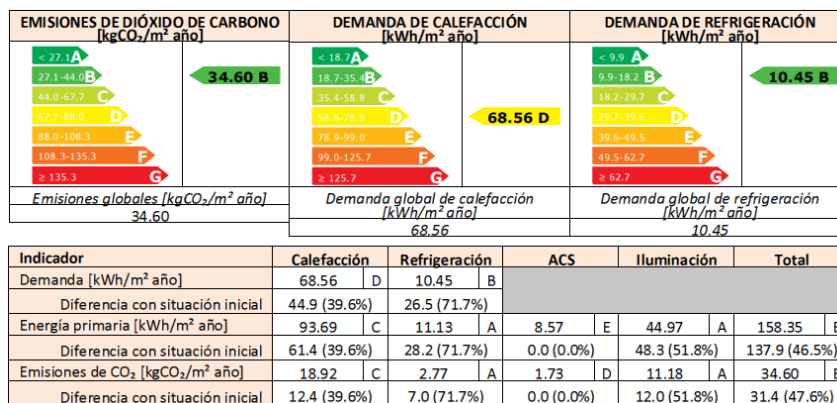 EMISIONES DE DIÓXIDO DE CARBONO [kgCO₂/m² año]
DEMANDA DE CALEFACCIÓN [kWh/m² año]
DEMANDA DE REFRIGERACIÓN [kWh/m² año]
< 27.1 A
27.1-44.0 B
44.0-67.7 C
67.7-88.0 D
88.0-108.3 E
108.3-135.3 F
≥ 135.3 G
34.60 B
< 18.7 A
18.7-35.4 B
35.4-58.8 C
58.8-78.9 D
78.9-99.0 E
99.0-125.7 F
≥ 125.7 G
68.56 D
< 9.9 A
9.9-18.2 B
18.2-29.7 C
29.7-39.6 D
39.6-49.5 E
49.5-62.7 F
≥ 62.7 G
10.45 B
Emisiones globales [kgCO₂/m² año]
34.60
Demanda global de calefacción [kWh/m² año]
68.56
Demanda global de refrigeración [kWh/m² año]
10.45
Indicador Calefacción Refrigeración ACS Iluminación Total
Demanda [kWh/m² año] 68.56 D 10.45 B
Diferencia con situación inicial 44.9 (39.6%) 26.5 (71.7%)
Energía primaria [kWh/m² año] 93.69 C 11.13 A 8.57 E 44.97 A 158.35
Diferencia con situación inicial 61.4 (39.6%) 28.2 (71.7%) 0.0 (0.0%) 48.3 (51.8%) 137.9 (46.5%)
Emisiones de CO₂ [kgCO₂/m² año] 18.92 C 2.77 A 1.73 D 11.18 A 34.60
Diferencia con situación inicial 12.4 (39.6%) 7.0 (71.7%) 0.0 (0.0%) 12.0 (51.8%) 31.4 (47.6%)